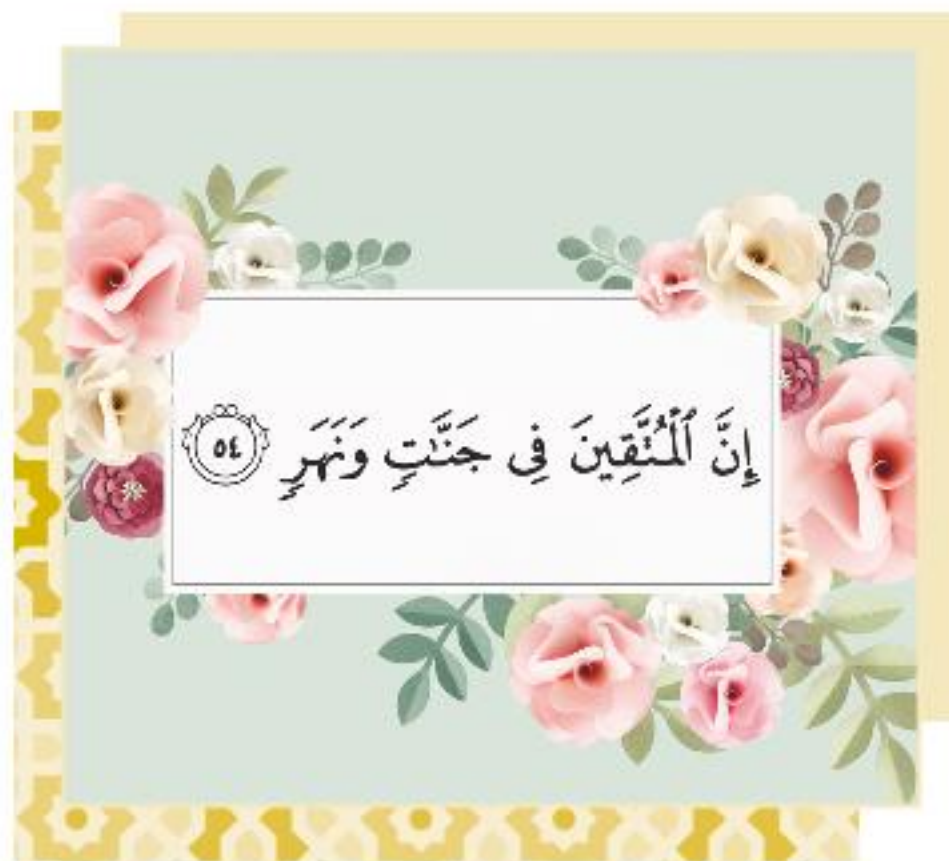 إِنَّ ٱلْمُتَّقِينَ فِى جَنَّـٰتٍ وَنَهَرٍ ٥٤